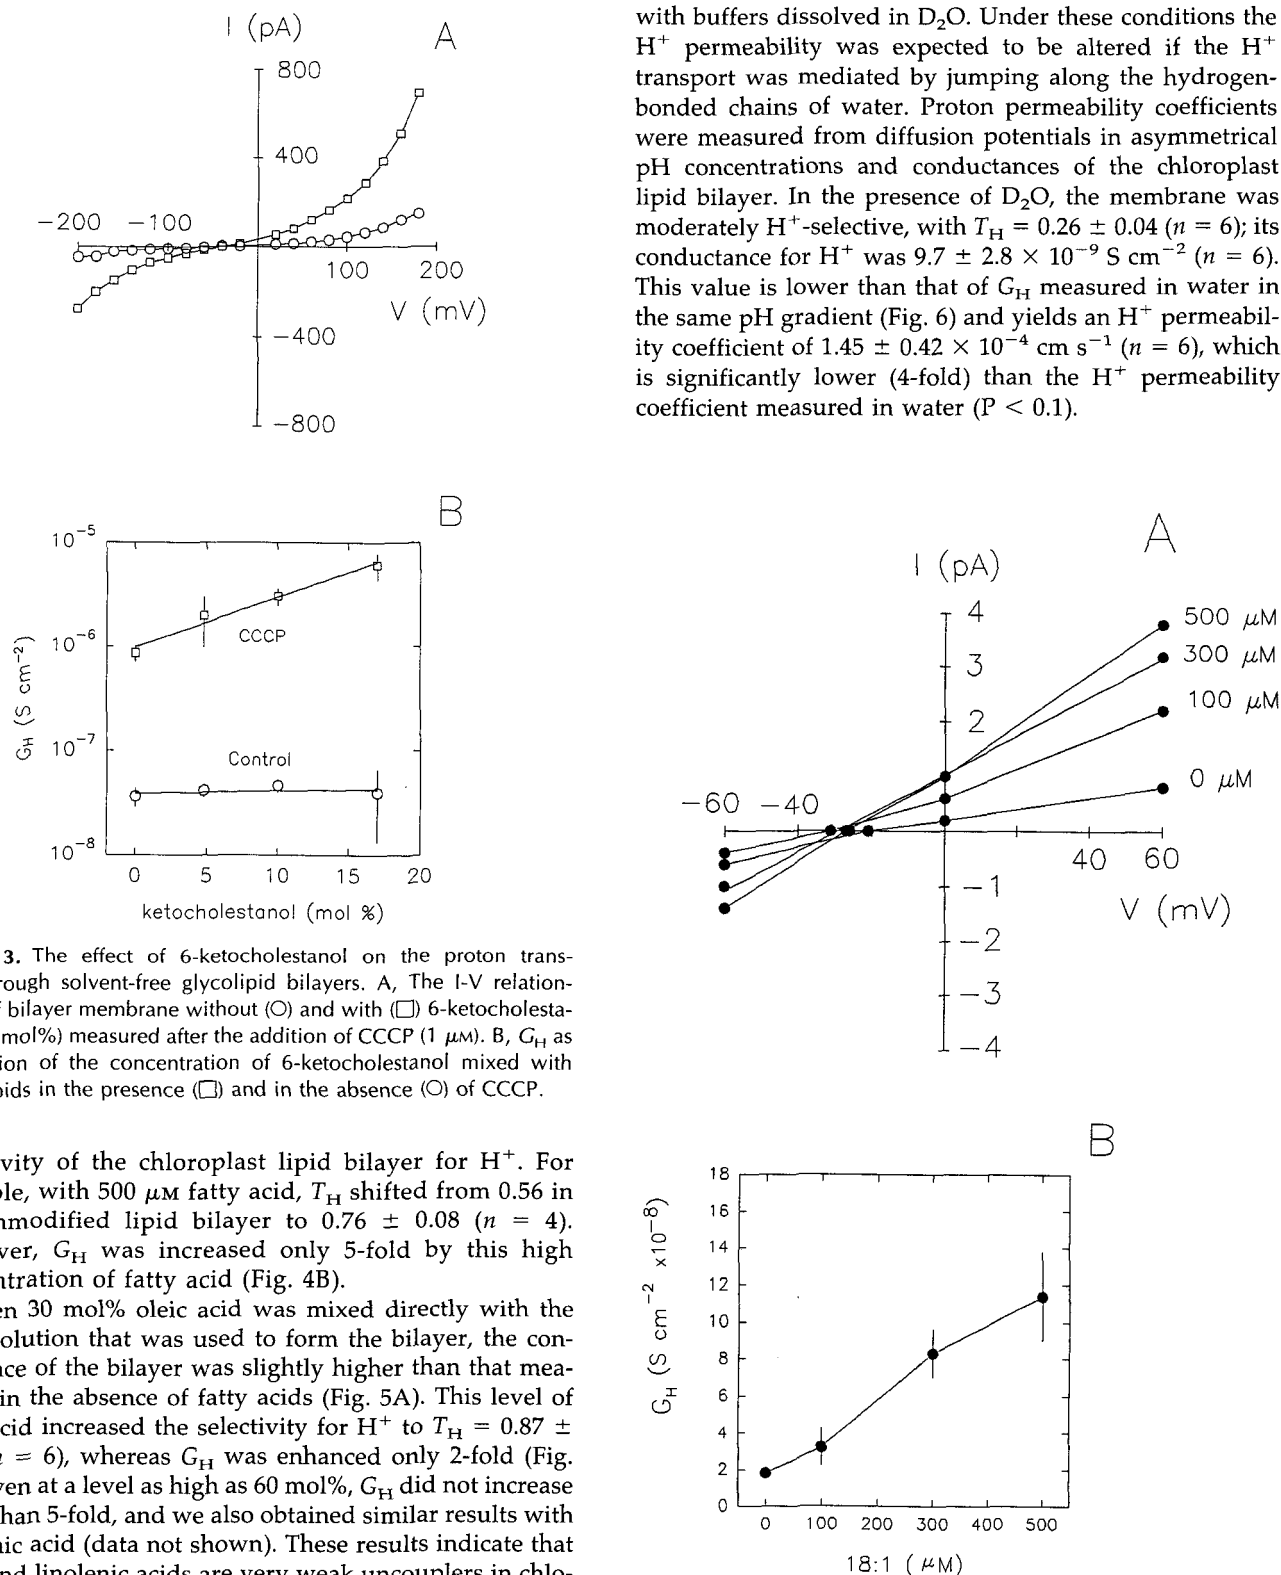 I (pA)
A
800
400
-200 -100
100 200
V (mV)
-400
-800
B
10⁻⁵
10⁻⁶
CCCP
G_H (S cm⁻²)
10⁻⁷
Control
10⁻⁸
0 5 10 15 20
ketocholestanol (mol %)
3. The effect of 6-ketocholestanol on the proton trans-
rough solvent-free glycolipid bilayers. A, The I-V relation-
bilayer membrane without (○) and with (□) 6-ketocholesta-
mol%) measured after the addition of CCCP (1 μM). B, G_H as
ion of the concentration of 6-ketocholestanol mixed with
oids in the presence (□) and in the absence (○) of CCCP.
vity of the chloroplast lipid bilayer for H⁺. For
le, with 500 μM fatty acid, T_H shifted from 0.56 in
nmodified lipid bilayer to 0.76 ± 0.08 (n = 4).
ver, G_H was increased only 5-fold by this high
ntration of fatty acid (Fig. 4B).
en 30 mol% oleic acid was mixed directly with the
olution that was used to form the bilayer, the con-
nce of the bilayer was slightly higher than that mea-
in the absence of fatty acids (Fig. 5A). This level of
cid increased the selectivity for H⁺ to T_H = 0.87 ±
= 6), whereas G_H was enhanced only 2-fold (Fig.
ven at a level as high as 60 mol%, G_H did not increase
han 5-fold, and we also obtained similar results with
nic acid (data not shown). These results indicate that
nd linolenic acids are very weak uncouplers in chlo-
with buffers dissolved in D₂O. Under these conditions the
H⁺ permeability was expected to be altered if the H⁺
transport was mediated by jumping along the hydrogen-
bonded chains of water. Proton permeability coefficients
were measured from diffusion potentials in asymmetrical
pH concentrations and conductances of the chloroplast
lipid bilayer. In the presence of D₂O, the membrane was
moderately H⁺-selective, with T_H = 0.26 ± 0.04 (n = 6); its
conductance for H⁺ was 9.7 ± 2.8 × 10⁻⁹ S cm⁻² (n = 6).
This value is lower than that of G_H measured in water in
the same pH gradient (Fig. 6) and yields an H⁺ permeabil-
ity coefficient of 1.45 ± 0.42 × 10⁻⁴ cm s⁻¹ (n = 6), which
is significantly lower (4-fold) than the H⁺ permeability
coefficient measured in water (P < 0.1).
A
I (pA)
4
500 μM
3
300 μM
2
100 μM
0 μM
-60 -40
40 60
-1
V (mV)
-2
-3
-4
B
18
16
14
12
10
8
6
4
2
0
G_H (S cm⁻² x10⁻⁸)
0 100 200 300 400 500
18:1 (μM)